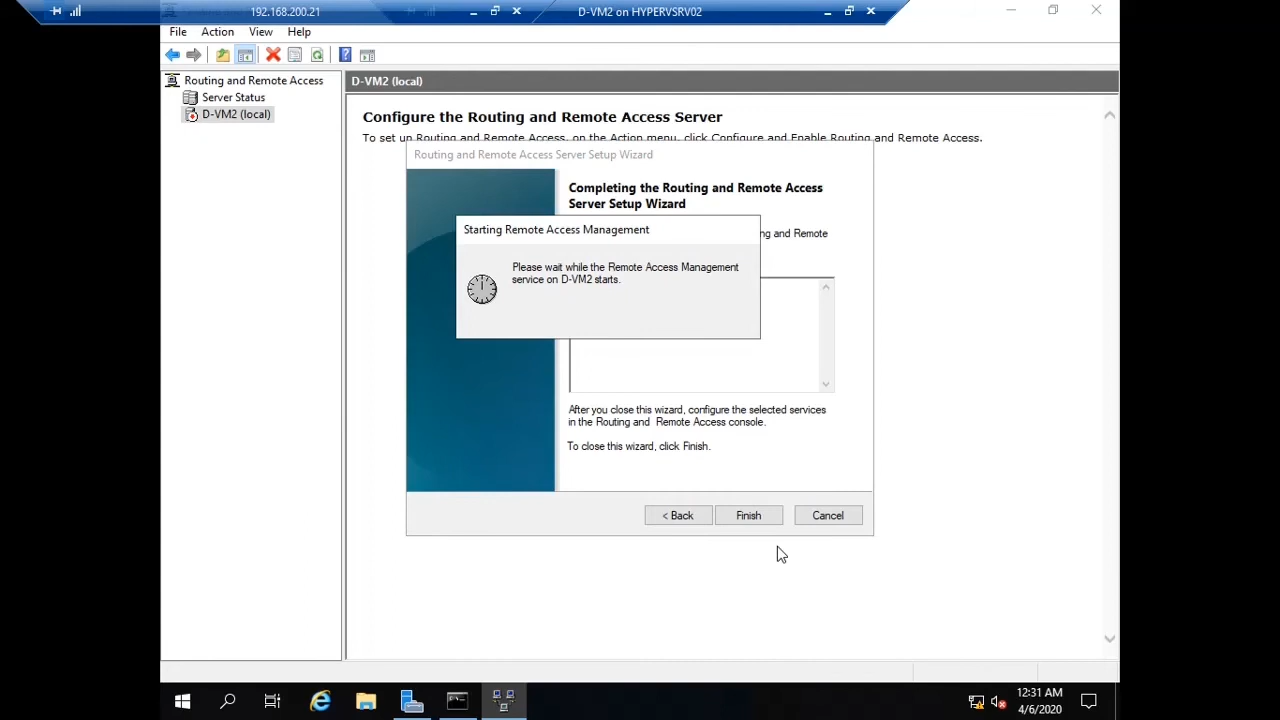 192.168.200.21
D-VM2 on HYPERVSRV02
File Action View Help
Routing and Remote Access
Server Status
D-VM2 (local)
D-VM2 (local)
Configure the Routing and Remote Access Server
To set up Routing and Remote Access, on the Action menu, click Configure and Enable Routing and Remote Access.
Routing and Remote Access Server Setup Wizard
Completing the Routing and Remote Access
Server Setup Wizard
ng and Remote
Starting Remote Access Management
Please wait while the Remote Access Management
service on D-VM2 starts.
After you close this wizard, configure the selected services
in the Routing and Remote Access console.
To close this wizard, click Finish.
< Back
Finish
Cancel
12:31 AM
4/6/2020